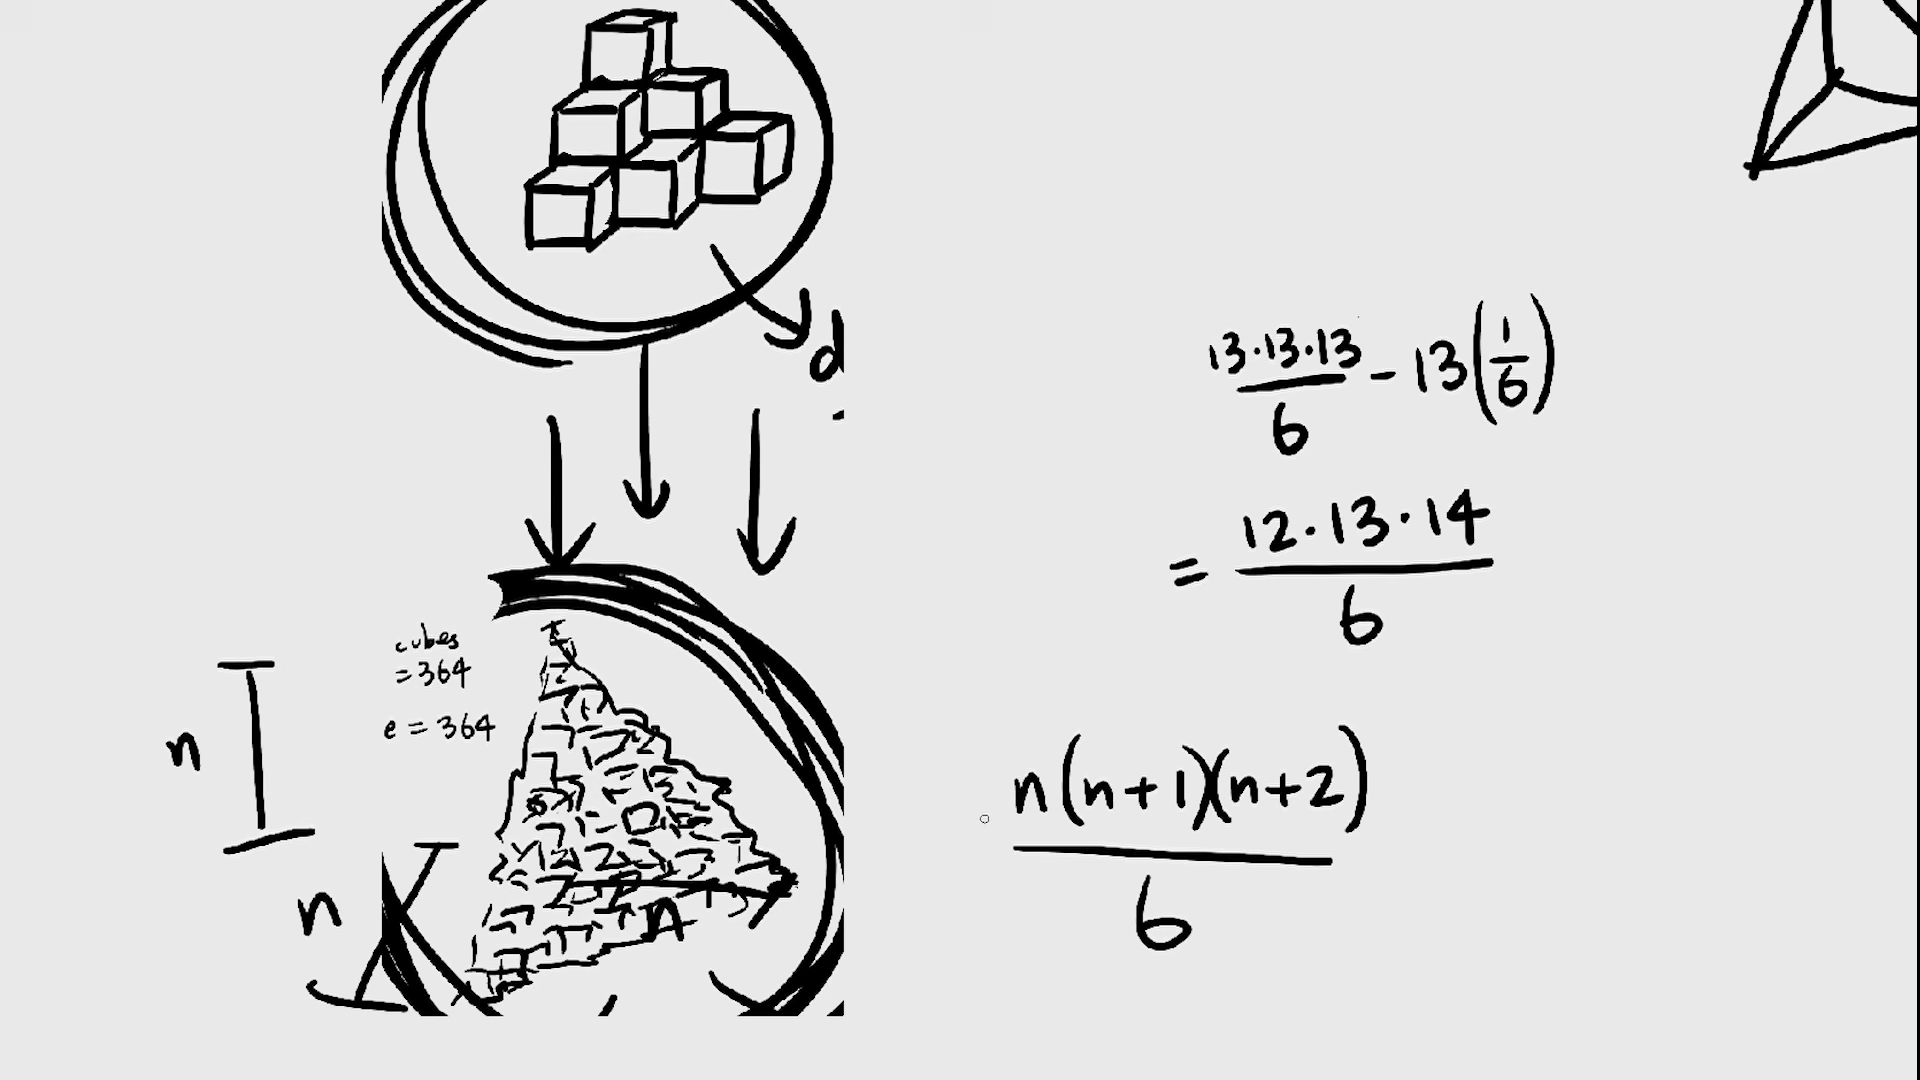 d
13·13·13/6 - 13(1/6)
= 12·13·14/6
cubes
= 364
e = 364
n
n
n
n(n+1)(n+2)/6